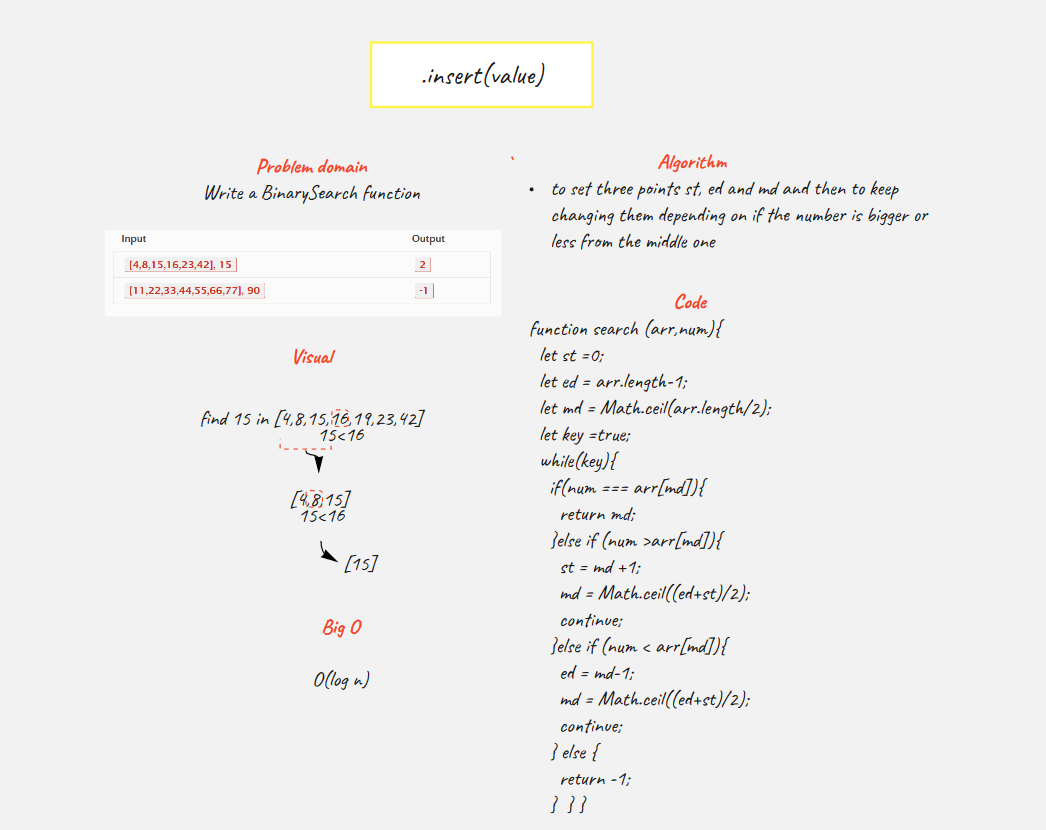 .insert(value)
Problem domain
Write a BinarySearch function
Input Output
[4,8,15,16,23,42], 15 2
[11,22,33,44,55,66,77], 90 -1
Visual
find 15 in [4,8,15,16,19,23,42]
15<16
[4,8,15]
15<16
[15]
Big O
O(log n)
Algorithm
• to set three points st, ed and md and then to keep
changing them depending on if the number is bigger or
less from the middle one
Code
function search (arr,num){
let st =0;
let ed = arr.length-1;
let md = Math.ceil(arr.length/2);
let key =true;
while(key){
if(num === arr[md]){
return md;
}else if (num >arr[md]){
st = md +1;
md = Math.ceil((ed+st)/2);
continue;
}else if (num < arr[md]){
ed = md-1;
md = Math.ceil((ed+st)/2);
continue;
} else {
return -1;
} } }